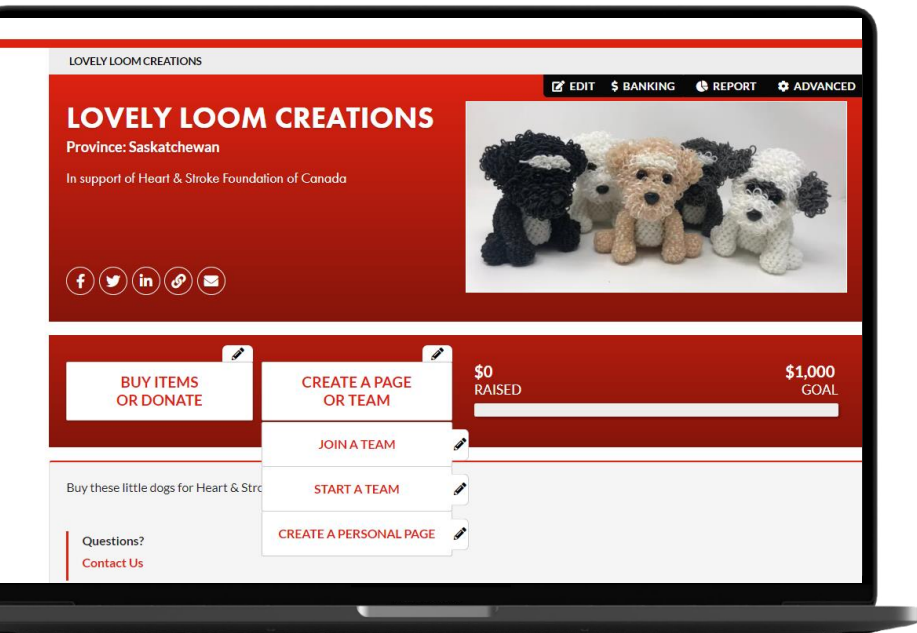 LOVELY LOOM CREATIONS
EDIT $ BANKING REPORT ADVANCED
LOVELY LOOM CREATIONS
Province: Saskatchewan
In support of Heart & Stroke Foundation of Canada
BUY ITEMS
OR DONATE
CREATE A PAGE
OR TEAM
$0
RAISED
$1,000
GOAL
JOIN A TEAM
START A TEAM
CREATE A PERSONAL PAGE
Buy these little dogs for Heart &
Questions?
Contact Us